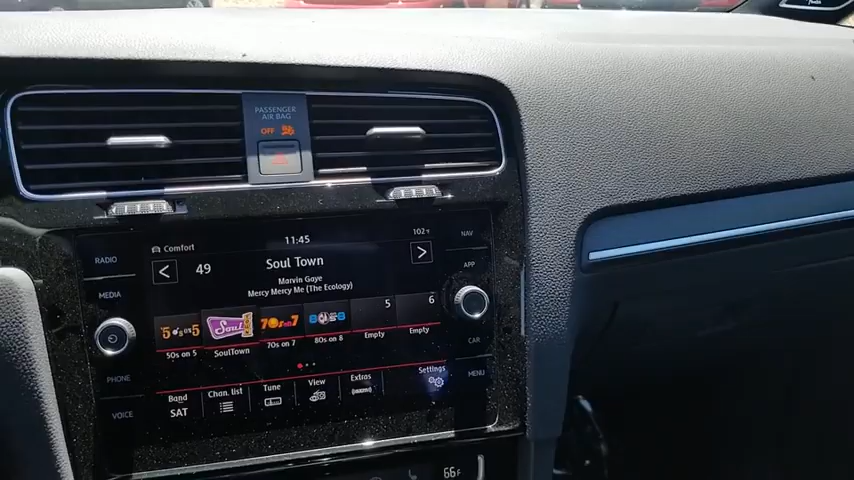 PASSENGER
AIR BAG
OFF
Comfort
11:45
102°F
NAV
RADIO
49
Soul Town
APP
Marvin Gaye
Mercy Mercy Me (The Ecology)
MEDIA
5
6
50s on 5
SoulTown
70s on 7
80s on 8
Empty
Empty
CAR
PHONE
Band
SAT
Chan. list
Tune
View
Extras
Settings
MENU
VOICE
66°F